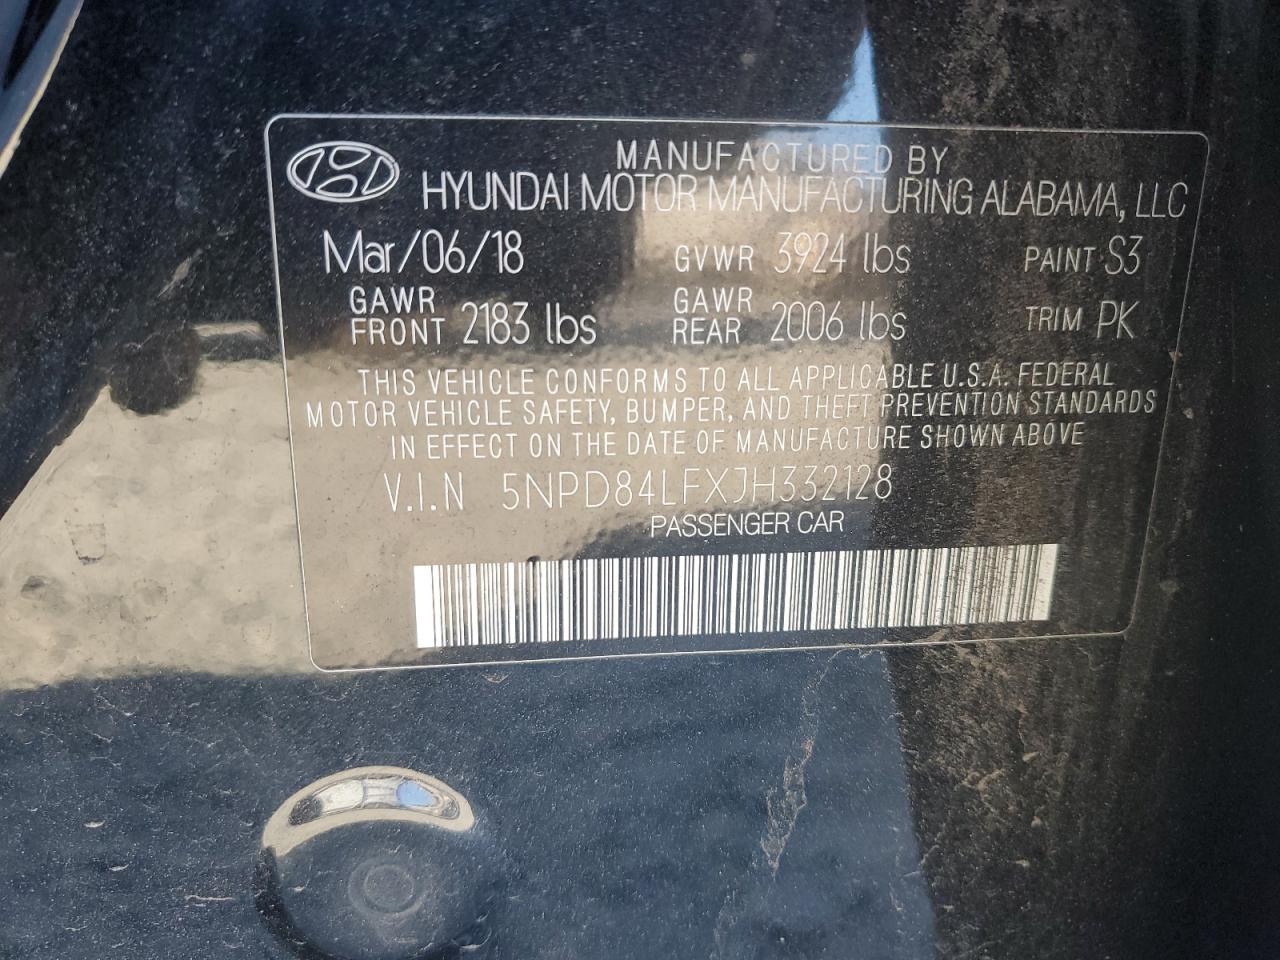 MANUFACTURED BY
HYUNDAI MOTOR MANUFACTURING ALABAMA, LLC
Mar/06/18 GVWR 3924 lbs PAINT S3
GAWR FRONT 2183 lbs GAWR REAR 2006 lbs TRIM PK
THIS VEHICLE CONFORMS TO ALL APPLICABLE U.S.A. FEDERAL
MOTOR VEHICLE SAFETY, BUMPER, AND THEFT PREVENTION STANDARDS
IN EFFECT ON THE DATE OF MANUFACTURE SHOWN ABOVE
V.I.N 5NPD84LFXJH332128
PASSENGER CAR